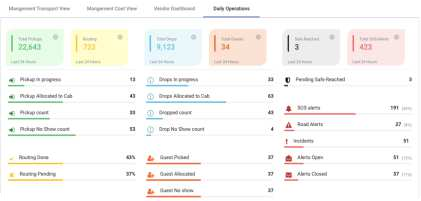 Mangement Transport View Mangement Cost View Vendor Dashboard Daily Operations
Total Pickups Routing Total Drops Total Guests Safe Reached Total SOS Alerts
22,643 723 9,123 34 3 423
Last 24 Hours Last 24 Hours Last 24 Hours Last 24 Hours Last 24 Hours Last 24 Hours
Pickup In progress 13 Drops In progress 33 Pending Safe-Reached 3
Pickup Allocated to Cab 43 Drops Allocated to Cab 63
Pickup count 33 Dropped count 43 SOS alerts 191
Pickup No Show count 53 Drop No Show count 4 Road Alerts 27
Incidents 51
Routing Done 43% Guest Picked 37 Alerts Open 51
Routing Pending 37% Guest Allocated 37 Alerts Closed 37
Guest No show 37